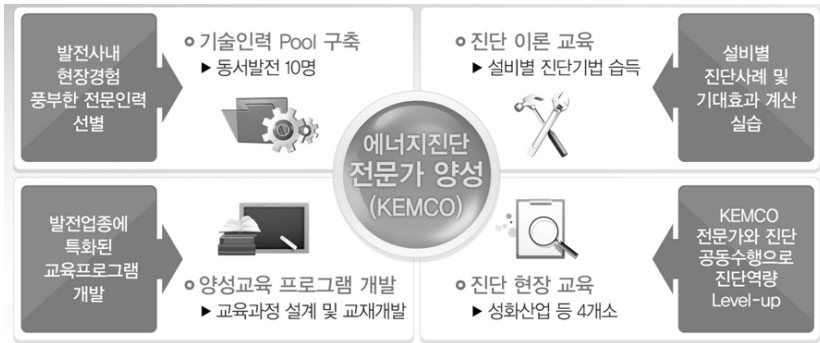 발전사내
현장경험
풍부한 전문인력
선별
기술인력 Pool 구축
▶ 동서발전 10명
진단 이론 교육
▶ 설비별 진단기법 습득
설비별
진단사례 및
기대효과 계산
실습
에너지진단
전문가 양성
(KEMCO)
발전업종에
특화된
교육프로그램
개발
양성교육 프로그램 개발
▶ 교육과정 설계 및 교재개발
진단 현장 교육
▶ 성화산업 등 4개소
KEMCO
전문가와 진단
공동수행으로
진단역량
Level-up